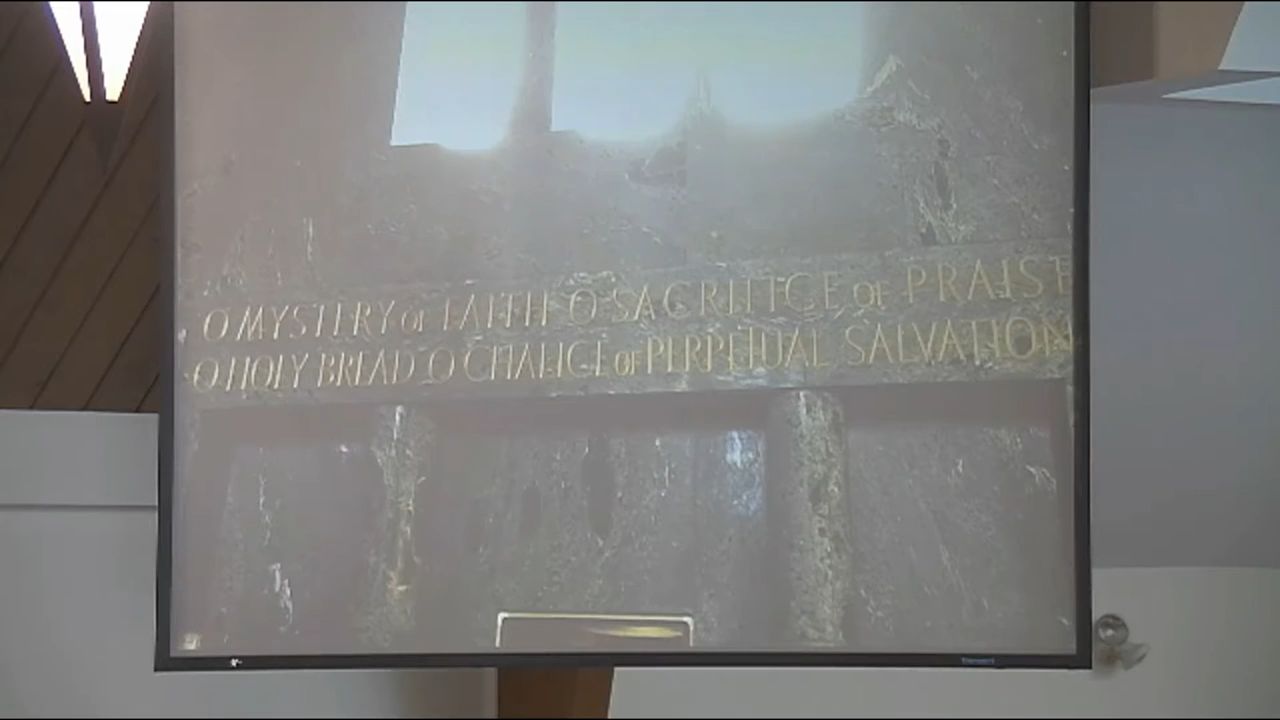 O MYSTERY OF FAITH O SACRIFICE OF PRAISE
O HOLY BREAD O CHALICE OF PERPETUAL SALVATION